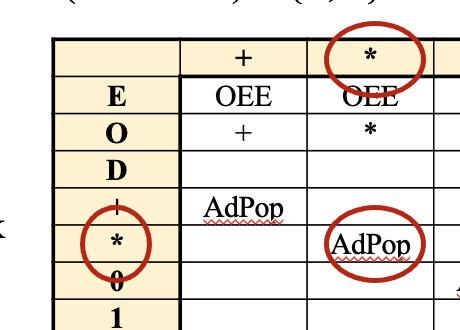 + *
E OEE OEE
O + *
D
+ AdPop
* AdPop
0
1